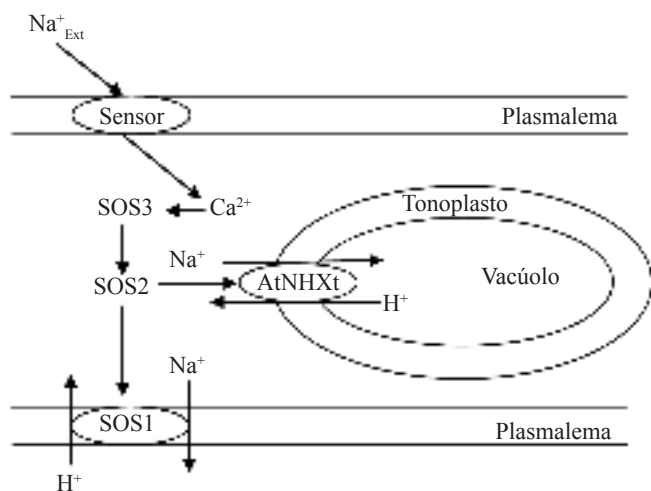 Na⁺Ext
Sensor
Plasmalema
SOS3
Ca²⁺
Tonoplasto
Na⁺
SOS2
AtNHXt
Vacúolo
H⁺
Na⁺
SOS1
Plasmalema
H⁺